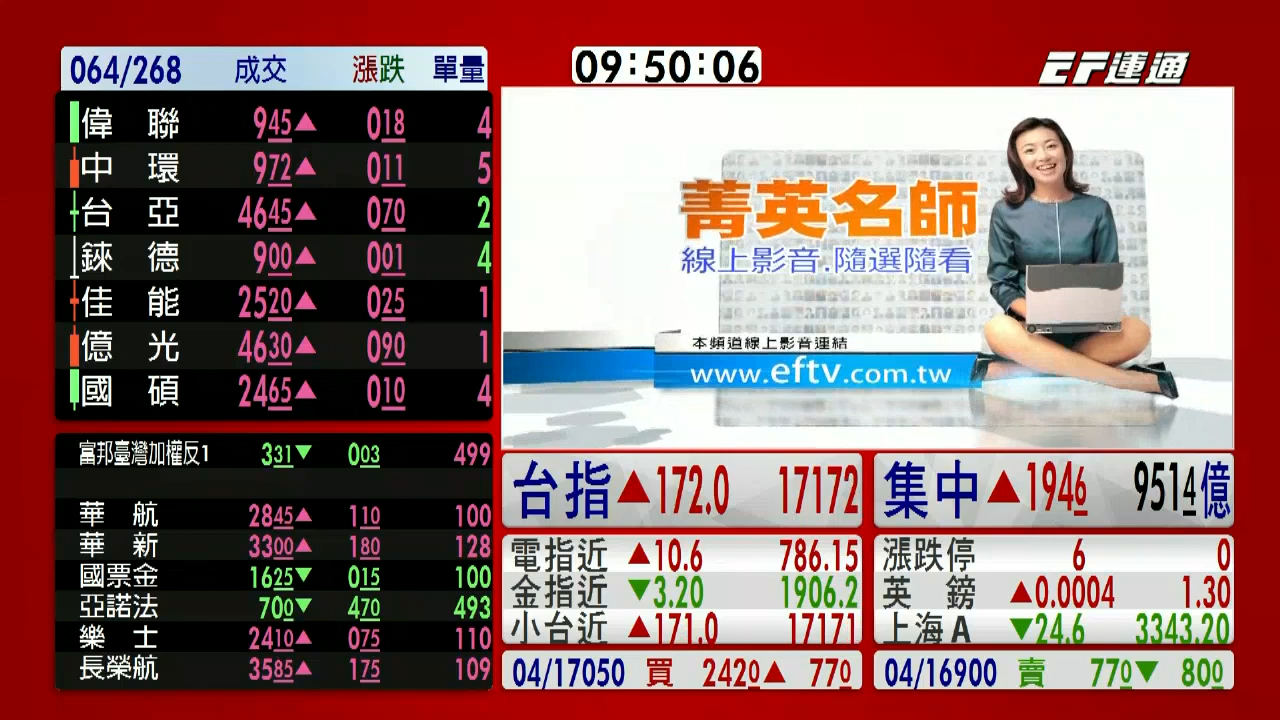 064/268 成交 漲跌 單量
09:50:06
EF運通
偉聯 945▲ 018 4
中環 972▲ 011 5
台亞 4645▲ 070 2
錸德 900▲ 001 4
佳能 2520▲ 025 1
億光 4630▲ 090 1
國碩 2465▲ 010 4
菁英名師
線上影音.隨選隨看
本頻道線上影音連結
www.eftv.com.tw
富邦臺灣加權反1 331▼ 003 499
華航 2845▲ 110 100
華新 3300▲ 180 128
國票金 1625▼ 015 100
亞諾法 700▼ 470 493
樂士 2410▲ 075 110
長榮航 3585▲ 175 109
台指 ▲172.0 17172
集中 ▲1946 9514億
電指近 ▲10.6 786.15
金指近 ▼3.20 1906.2
小台近 ▲171.0 17171
漲跌停 6 0
英鎊 ▲0.0004 1.30
上海A ▼24.6 3343.20
04/17050 買 2420▲ 770
04/16900 賣 770▼ 800